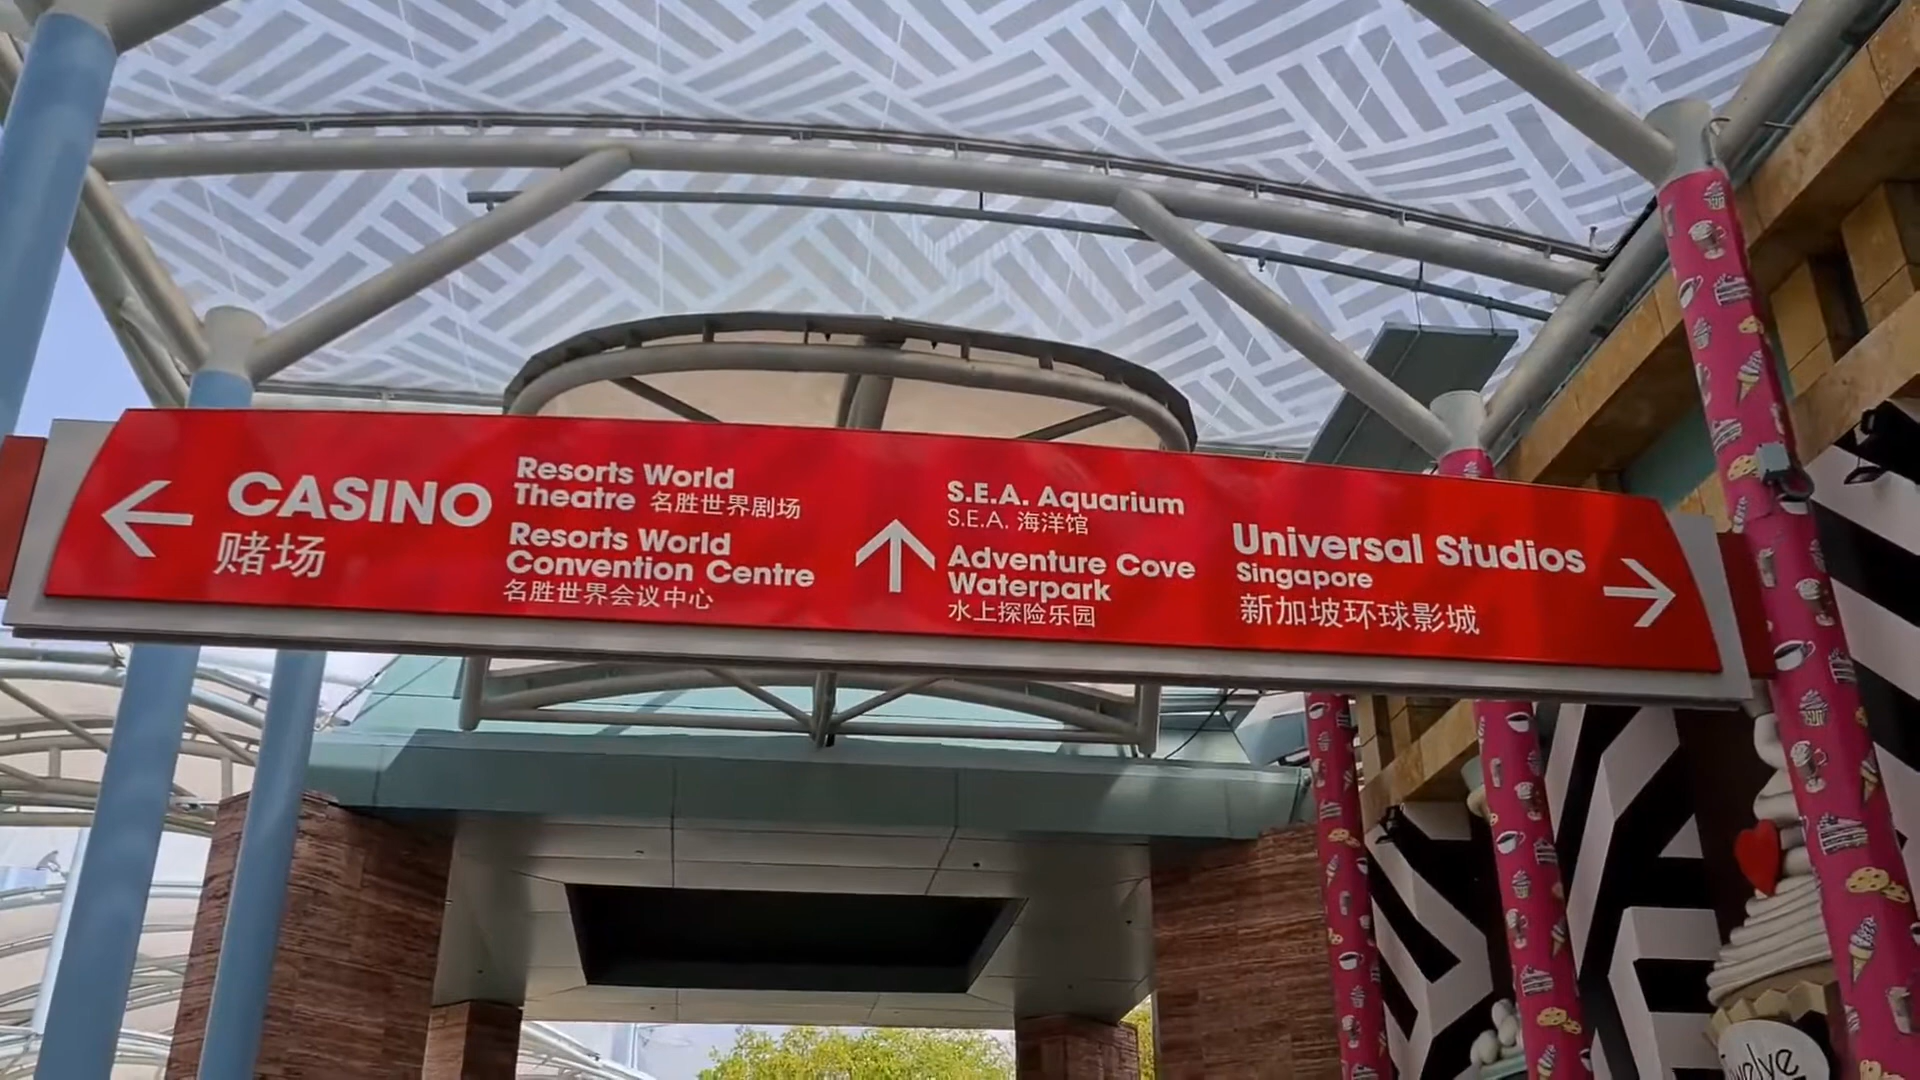 CASINO
赌场
Resorts World
Theatre 名胜世界剧场
Resorts World
Convention Centre
名胜世界会议中心
S.E.A. Aquarium
S.E.A. 海洋馆
Adventure Cove
Waterpark
水上探险乐园
Universal Studios
Singapore
新加坡环球影城